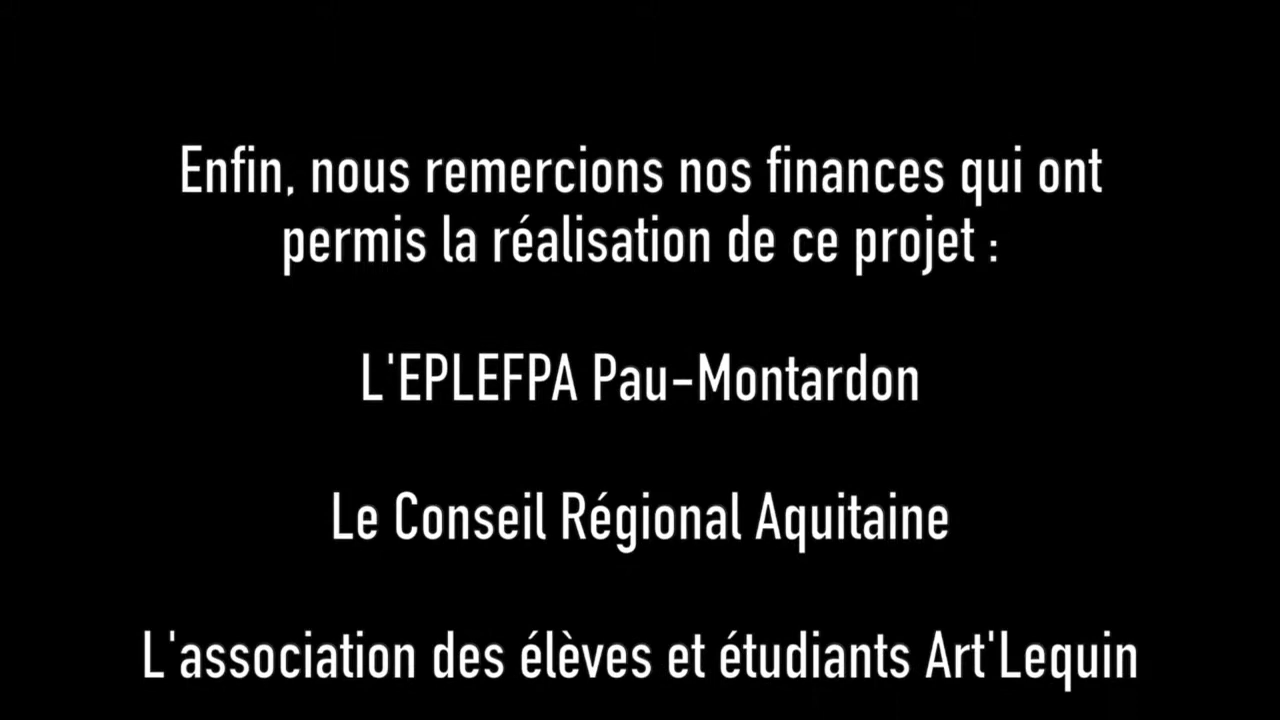 Enfin, nous remercions nos finances qui ont
permis la réalisation de ce projet :
L'EPLEFPA Pau-Montardon
Le Conseil Régional Aquitaine
L'association des élèves et étudiants Art'Lequin